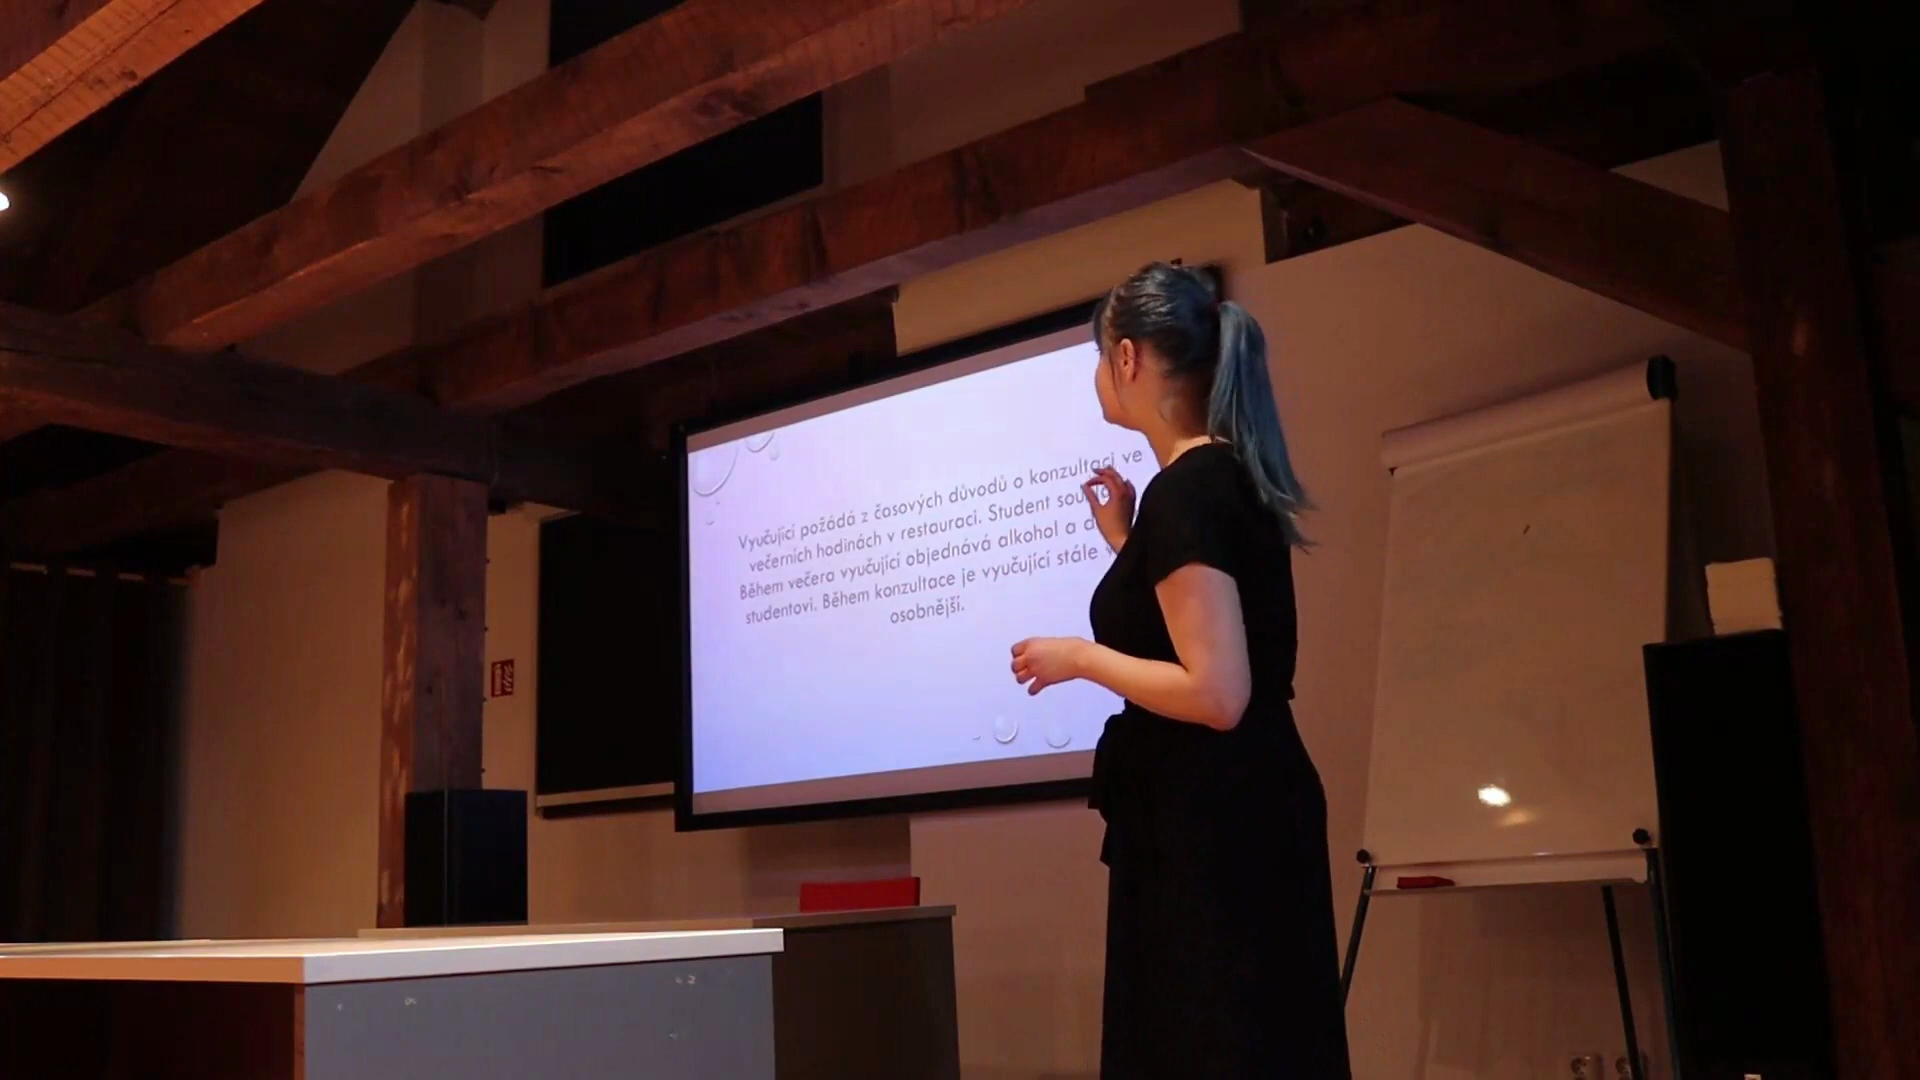 Vyučující požádá z časových důvodů o konzultaci ve
večerních hodinách v restauraci. Student
Během večera vyučující objednává alkohol a
studentovi. Během konzultace je vyučující stále
osobnější.